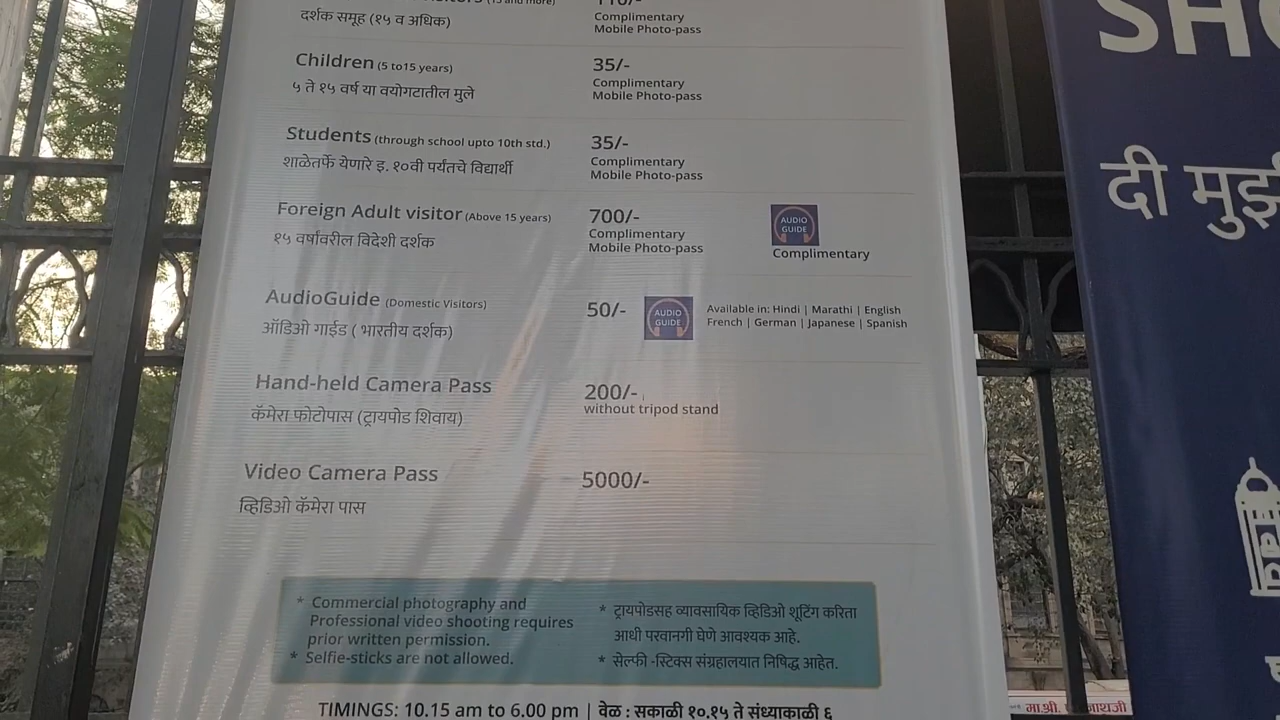 (15 and more)
110/-
दर्शक समूह (१५ व अधिक)
Complimentary
Mobile Photo-pass
Children (5 to15 years)
35/-
५ ते १५ वर्ष या वयोगटातील मुले
Complimentary
Mobile Photo-pass
Students (through school upto 10th std.)
35/-
शाळेतर्फे येणारे इ. १०वी पर्यंतचे विद्यार्थी
Complimentary
Mobile Photo-pass
Foreign Adult visitor (Above 15 years)
700/-
१५ वर्षांवरील विदेशी दर्शक
Complimentary
Mobile Photo-pass
AUDIO
GUIDE
Complimentary
AudioGuide (Domestic Visitors)
50/-
ऑडिओ गाईड ( भारतीय दर्शक)
AUDIO
GUIDE
Available in: Hindi | Marathi | English
French | German | Japanese | Spanish
Hand-held Camera Pass
200/-
कॅमेरा फोटोपास (ट्रायपोड शिवाय)
without tripod stand
Video Camera Pass
5000/-
व्हिडिओ कॅमेरा पास
* Commercial photography and
Professional video shooting requires
prior written permission.
* Selfie-sticks are not allowed.
* ट्रायपोडसह व्यावसायिक व्हिडिओ शूटिंग करिता
आधी परवानगी घेणे आवश्यक आहे.
* सेल्फी -स्टिक्स संग्रहालयात निषिद्ध आहेत.
TIMINGS: 10.15 am to 6.00 pm | वेळ : सकाळी १०.१५ ते संध्याकाळी ६
SH
दी
मा.श्री.